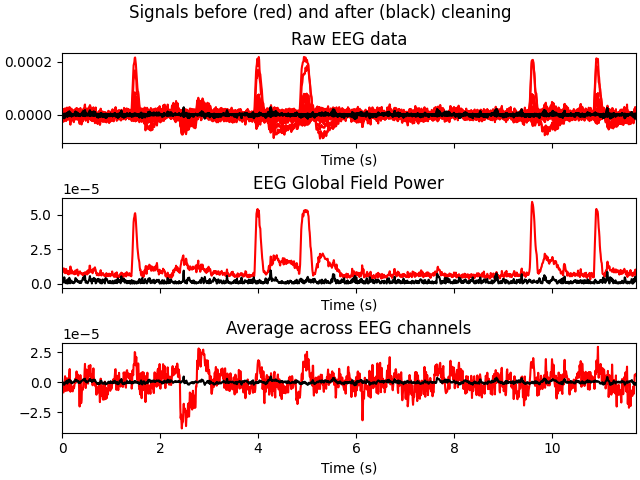 Signals before (red) and after (black) cleaning
Raw EEG data
0.0002
0.0000
Time (s)
1e−5
EEG Global Field Power
5.0
2.5
0.0
Time (s)
1e−5
Average across EEG channels
2.5
0.0
−2.5
0 2 4 6 8 10
Time (s)